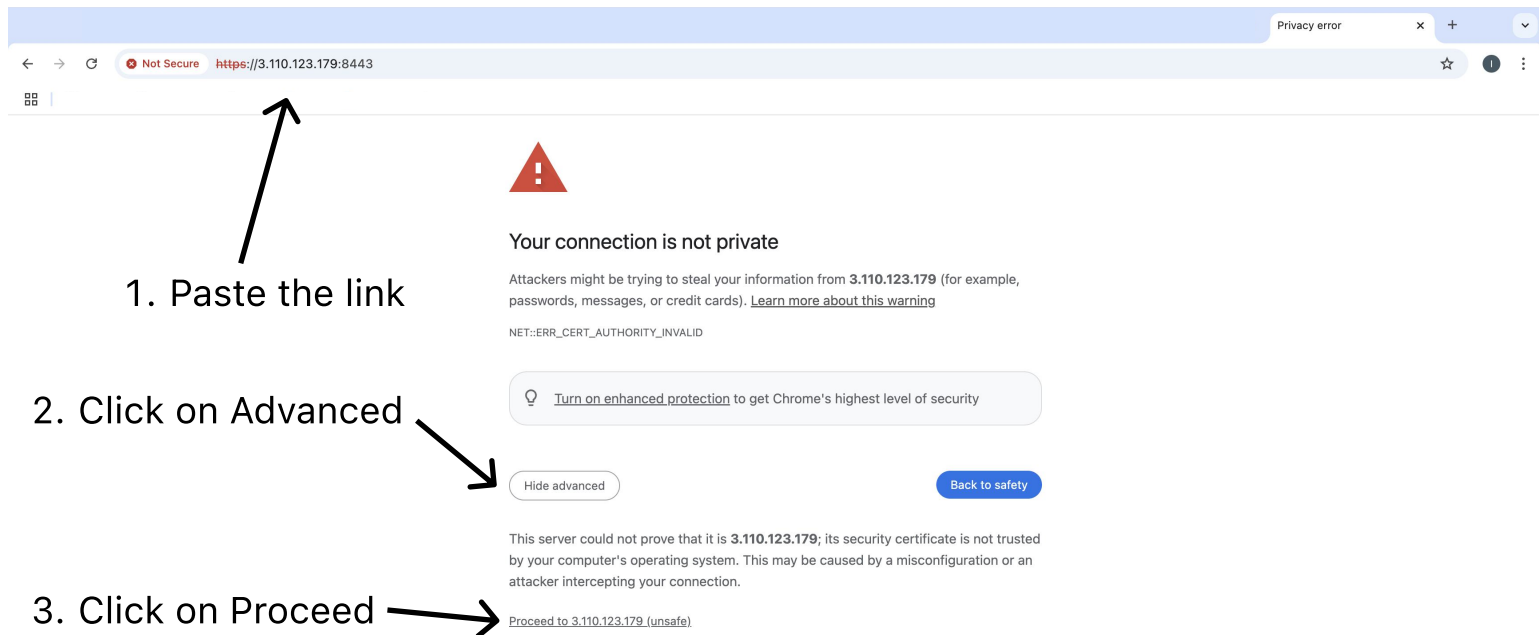 Privacy error
Not Secure https://3.110.123.179:8443
I
1. Paste the link
Your connection is not private
Attackers might be trying to steal your information from 3.110.123.179 (for example,
passwords, messages, or credit cards). Learn more about this warning
NET::ERR_CERT_AUTHORITY_INVALID
Turn on enhanced protection to get Chrome's highest level of security
2. Click on Advanced
Hide advanced
Back to safety
This server could not prove that it is 3.110.123.179; its security certificate is not trusted
by your computer's operating system. This may be caused by a misconfiguration or an
attacker intercepting your connection.
3. Click on Proceed
Proceed to 3.110.123.179 (unsafe)